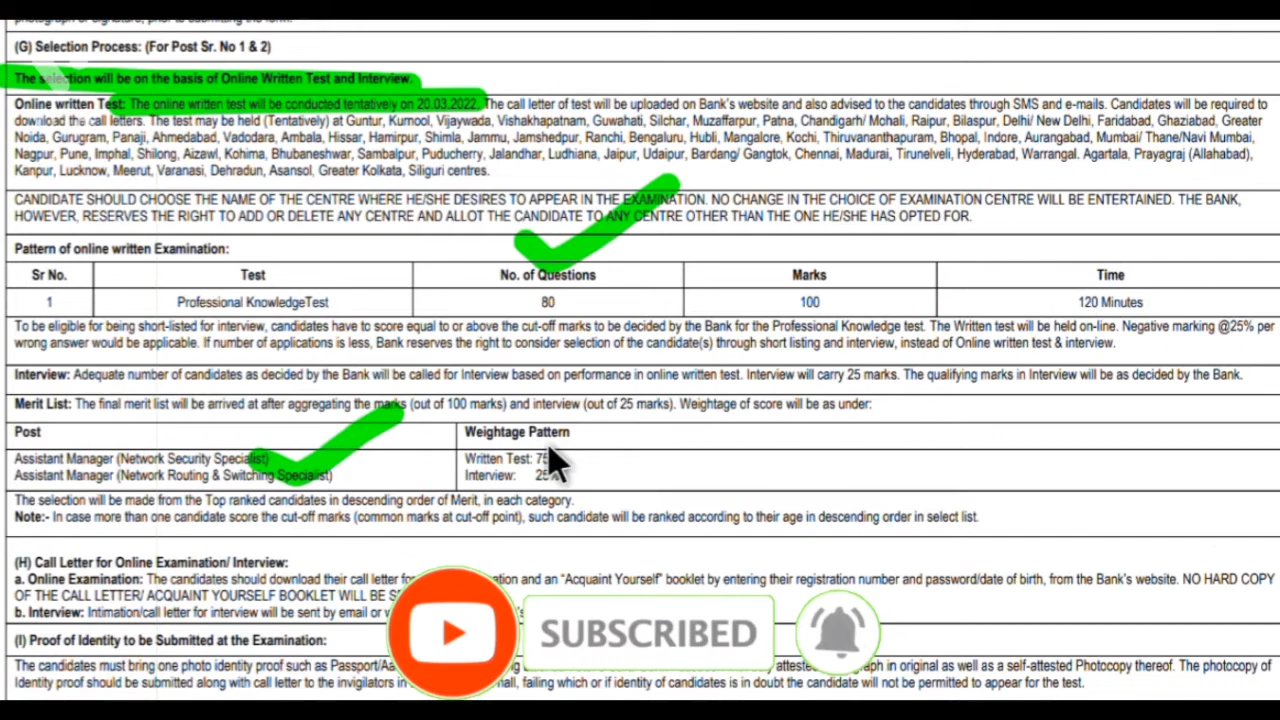 (G) Selection Process: (For Post Sr. No 1 & 2)
The selection will be on the basis of Online Written Test and Interview.
Online written Test: The online written test will be conducted tentatively on 20.03.2022. The call letter of test will be uploaded on Bank's website and also advised to the candidates through SMS and e-mails. Candidates will be required to
download the call letters. The test may be held (Tentatively) at Guntur, Kurnool, Vijaywada, Vishakhapatnam, Guwahati, Silchar, Muzaffarpur, Patna, Chandigarh/ Mohali, Raipur, Bilaspur, Delhi/ New Delhi, Faridabad, Ghaziabad, Greater
Noida, Gurugram, Panaji, Ahmedabad, Vadodara, Ambala, Hissar, Hamirpur, Shimla, Jammu, Jamshedpur, Ranchi, Bengaluru, Hubli, Mangalore, Kochi, Thiruvananthapuram, Bhopal, Indore, Aurangabad, Mumbai/ Thane/Navi Mumbai,
Nagpur, Pune, Imphal, Shilong, Aizawl, Kohima, Bhubaneshwar, Sambalpur, Puducherry, Jalandhar, Ludhiana, Jaipur, Udaipur, Bardang/ Gangtok, Chennai, Madurai, Tirunelveli, Hyderabad, Warrangal. Agartala, Prayagraj (Allahabad),
Kanpur, Lucknow, Meerut, Varanasi, Dehradun, Asansol, Greater Kolkata, Siliguri centres.
CANDIDATE SHOULD CHOOSE THE NAME OF THE CENTRE WHERE HE/SHE DESIRES TO APPEAR IN THE EXAMINATION. NO CHANGE IN THE CHOICE OF EXAMINATION CENTRE WILL BE ENTERTAINED. THE BANK,
HOWEVER, RESERVES THE RIGHT TO ADD OR DELETE ANY CENTRE AND ALLOT THE CANDIDATE TO ANY CENTRE OTHER THAN THE ONE HE/SHE HAS OPTED FOR.
Pattern of online written Examination:
Sr No. Test No. of Questions Marks Time
1 Professional KnowledgeTest 80 100 120 Minutes
To be eligible for being short-listed for interview, candidates have to score equal to or above the cut-off marks to be decided by the Bank for the Professional Knowledge test. The Written test will be held on-line. Negative marking @25% per
wrong answer would be applicable. If number of applications is less, Bank reserves the right to consider selection of the candidate(s) through short listing and interview, instead of Online written test & interview.
Interview: Adequate number of candidates as decided by the Bank will be called for Interview based on performance in online written test. Interview will carry 25 marks. The qualifying marks in Interview will be as decided by the Bank.
Merit List: The final merit list will be arrived at after aggregating the marks (out of 100 marks) and interview (out of 25 marks). Weightage of score will be as under:
Post Weightage Pattern
Assistant Manager (Network Security Specialist) Written Test:
Assistant Manager (Network Routing & Switching Specialist) Interview:
The selection will be made from the Top ranked candidates in descending order of Merit, in each category.
Note:- In case more than one candidate score the cut-off marks (common marks at cut-off point), such candidate will be ranked according to their age in descending order in select list.
(H) Call Letter for Online Examination/ Interview:
a. Online Examination: The candidates should download their call letter for and an "Acquaint Yourself" booklet by entering their registration number and password/date of birth, from the Bank's website. NO HARD COPY
OF THE CALL LETTER/ ACQUAINT YOURSELF BOOKLET WILL BE
b. Interview: Intimation/call letter for interview will be sent by email or
SUBSCRIBED
(I) Proof of Identity to be Submitted at the Examination:
The candidates must bring one photo identity proof such as in original as well as a self-attested Photocopy thereof. The photocopy of
Identity proof should be submitted along with call letter to the invigilators in failing which or if identity of candidates is in doubt the candidate will not be permitted to appear for the test.